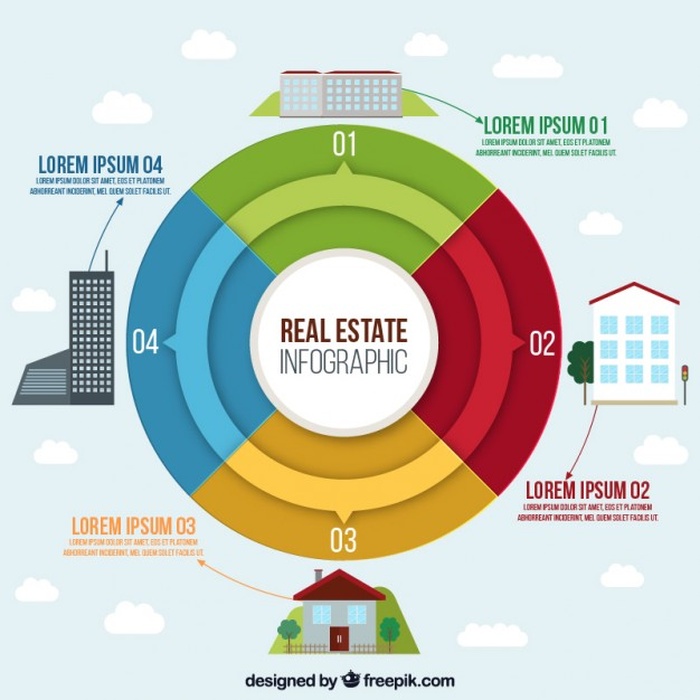 01
LOREM IPSUM 01
LOREM IPSUM DOLOR SIT AMET, EOS ET PLATONEM
ABHORREANT INCIDERINT, MEL QUEM SOLET FACILIS UT.
LOREM IPSUM 04
LOREM IPSUM DOLOR SIT AMET, EOS ET PLATONEM
ABHORREANT INCIDERINT, MEL QUEM SOLET FACILIS UT.
04
REAL ESTATE
INFOGRAPHIC
02
LOREM IPSUM 02
LOREM IPSUM DOLOR SIT AMET, EOS ET PLATONEM
ABHORREANT INCIDERINT, MEL QUEM SOLET FACILIS UT.
LOREM IPSUM 03
LOREM IPSUM DOLOR SIT AMET, EOS ET PLATONEM
ABHORREANT INCIDERINT, MEL QUEM SOLET FACILIS UT.
03
designed by freepik.com